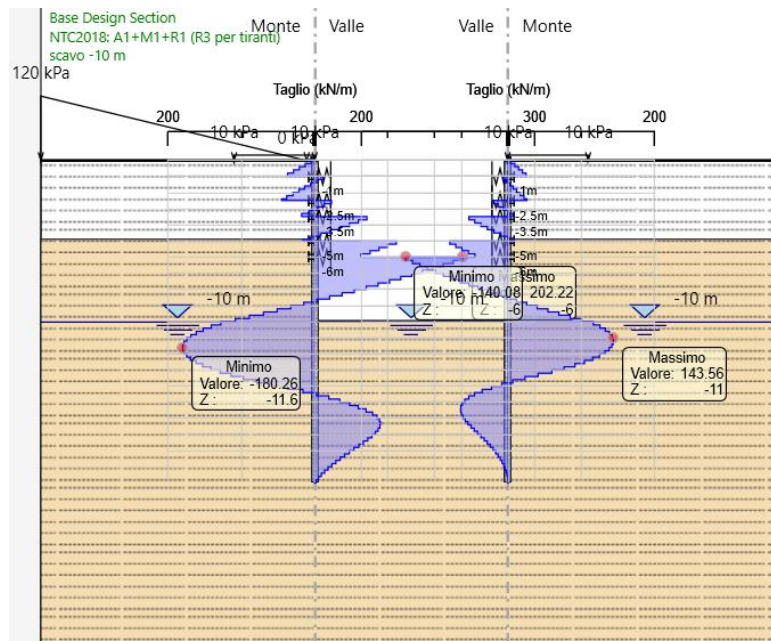 Base Design Section
NTC2018: A1+M1+R1 (R3 per tiranti)
scavo -10 m
Monte
Valle
Valle
Monte
120 kPa
Taglio (kN/m)
Taglio (kN/m)
200
200
300
200
10 kPa
10 kPa
10 kPa
10 kPa
-1m
-2.5m
-3.5m
-5m
-6m
-1m
-2.5m
-3.5m
-5m
-6m
Minimo
Valore: -140.08
Z :
-6
Massimo
202.22
-6
-10 m
-10 m
-10 m
Minimo
Valore: -180.26
Z : -11.6
Massimo
Valore: 143.56
Z : -11